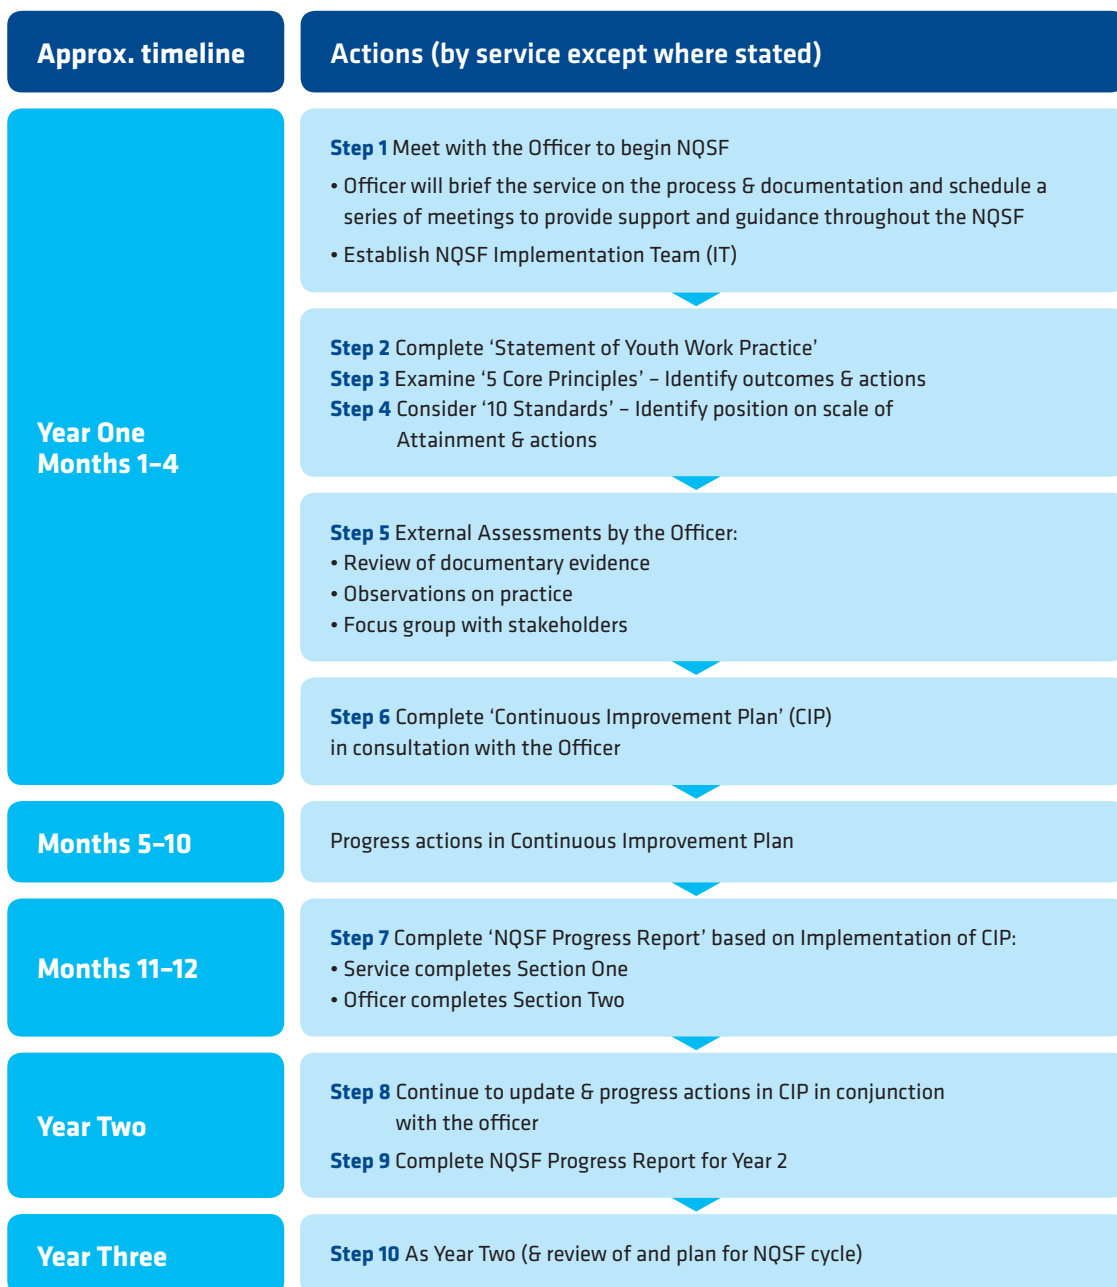 Approx. timeline
Actions (by service except where stated)
Year One
Months 1–4
Step 1 Meet with the Officer to begin NQSF
• Officer will brief the service on the process & documentation and schedule a
series of meetings to provide support and guidance throughout the NQSF
• Establish NQSF Implementation Team (IT)
Step 2 Complete ‘Statement of Youth Work Practice’
Step 3 Examine ‘5 Core Principles’ – Identify outcomes & actions
Step 4 Consider ‘10 Standards’ – Identify position on scale of
Attainment & actions
Step 5 External Assessments by the Officer:
• Review of documentary evidence
• Observations on practice
• Focus group with stakeholders
Step 6 Complete ‘Continuous Improvement Plan’ (CIP)
in consultation with the Officer
Months 5–10
Progress actions in Continuous Improvement Plan
Months 11–12
Step 7 Complete ‘NQSF Progress Report’ based on Implementation of CIP:
• Service completes Section One
• Officer completes Section Two
Year Two
Step 8 Continue to update & progress actions in CIP in conjunction
with the officer
Step 9 Complete NQSF Progress Report for Year 2
Year Three
Step 10 As Year Two (& review of and plan for NQSF cycle)